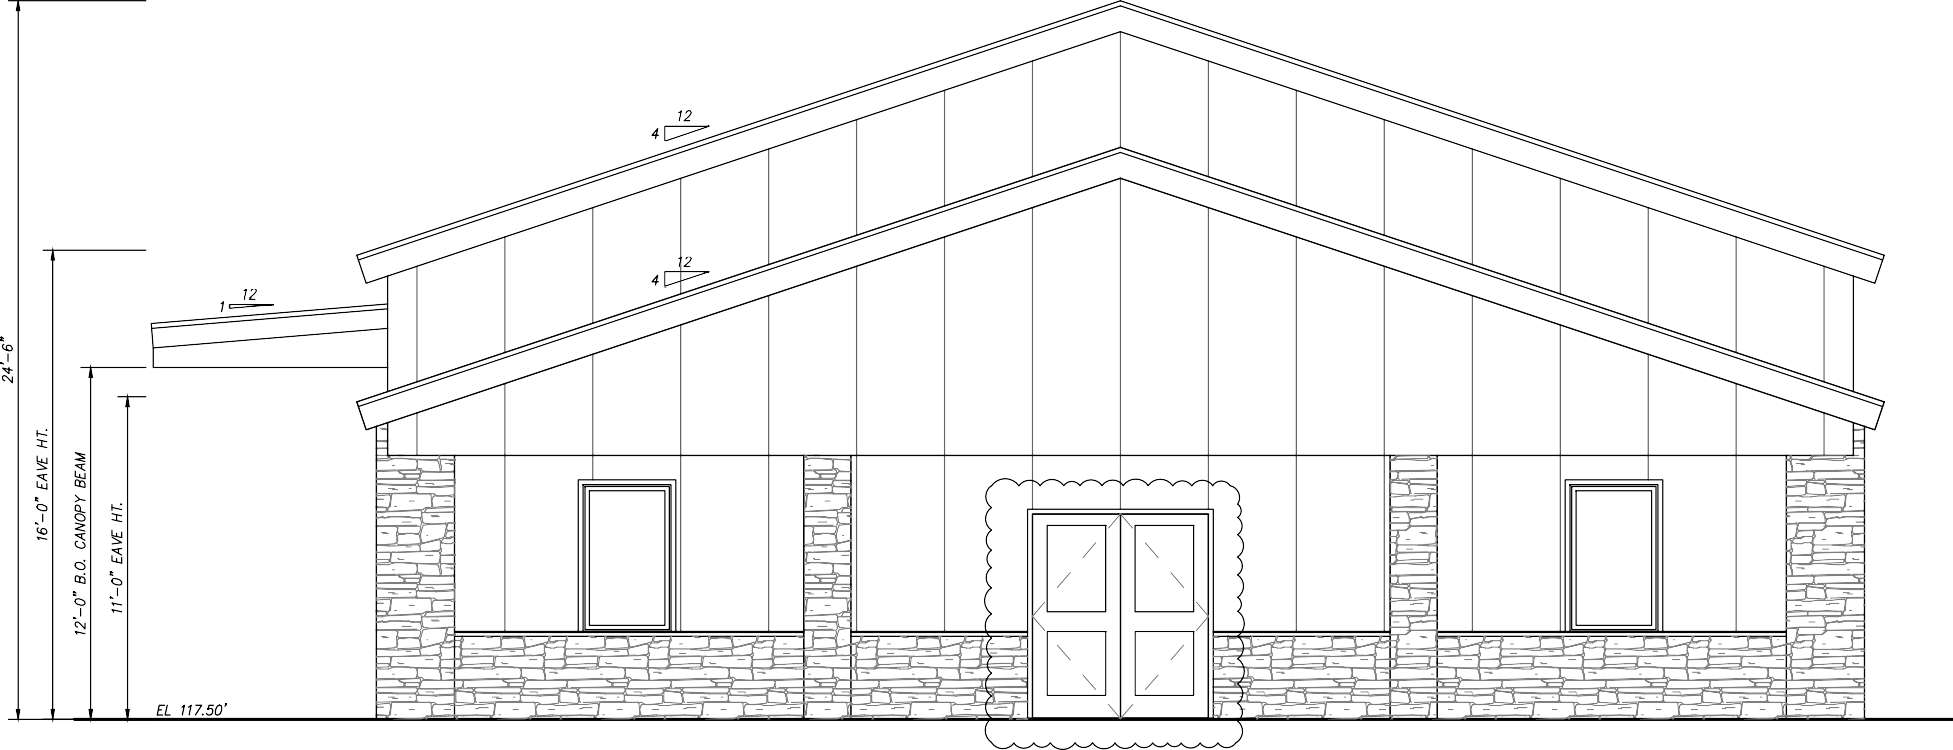 12
4
12
4
12
1
24'-6"
16'-0" EAVE HT.
12'-0" B.O. CANOPY BEAM
11'-0" EAVE HT.
EL 117.50'